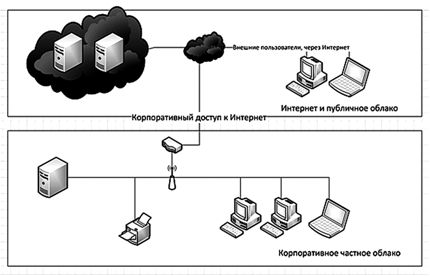 Внешние пользователи, через Интернет
Интернет и публичное облако
Корпоративный доступ к Интернет
Корпоративное частное облако